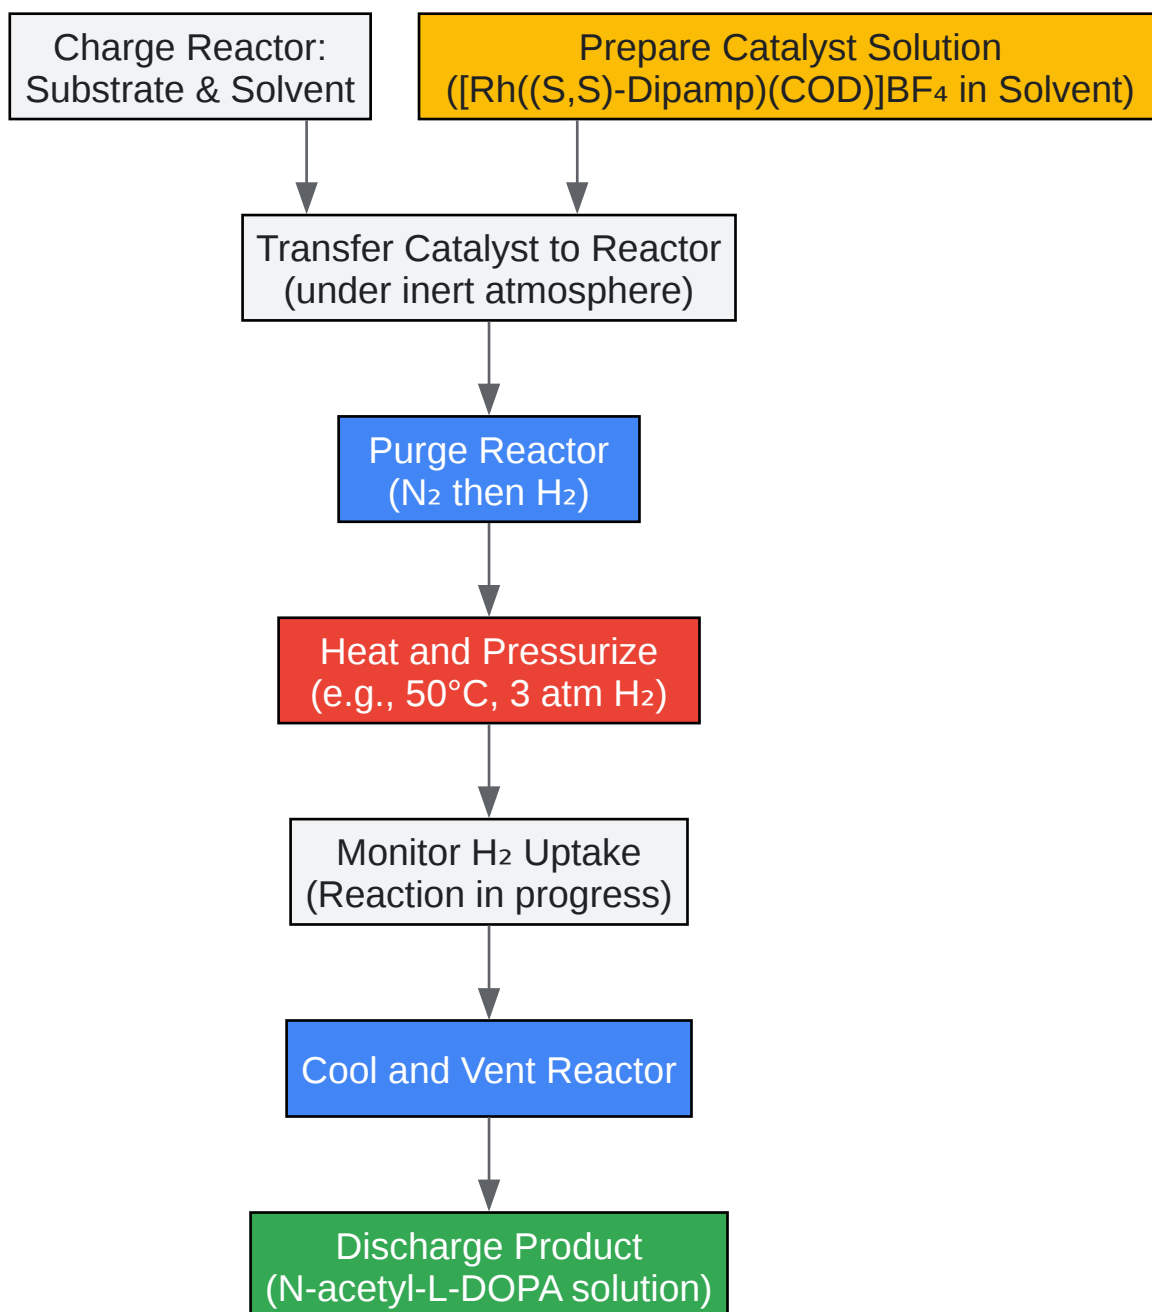 Charge Reactor:
Substrate & Solvent
Prepare Catalyst Solution
([Rh((S,S)-Dipamp)(COD)]BF₄ in Solvent)
Transfer Catalyst to Reactor
(under inert atmosphere)
Purge Reactor
(N₂ then H₂)
Heat and Pressurize
(e.g., 50°C, 3 atm H₂)
Monitor H₂ Uptake
(Reaction in progress)
Cool and Vent Reactor
Discharge Product
(N-acetyl-L-DOPA solution)